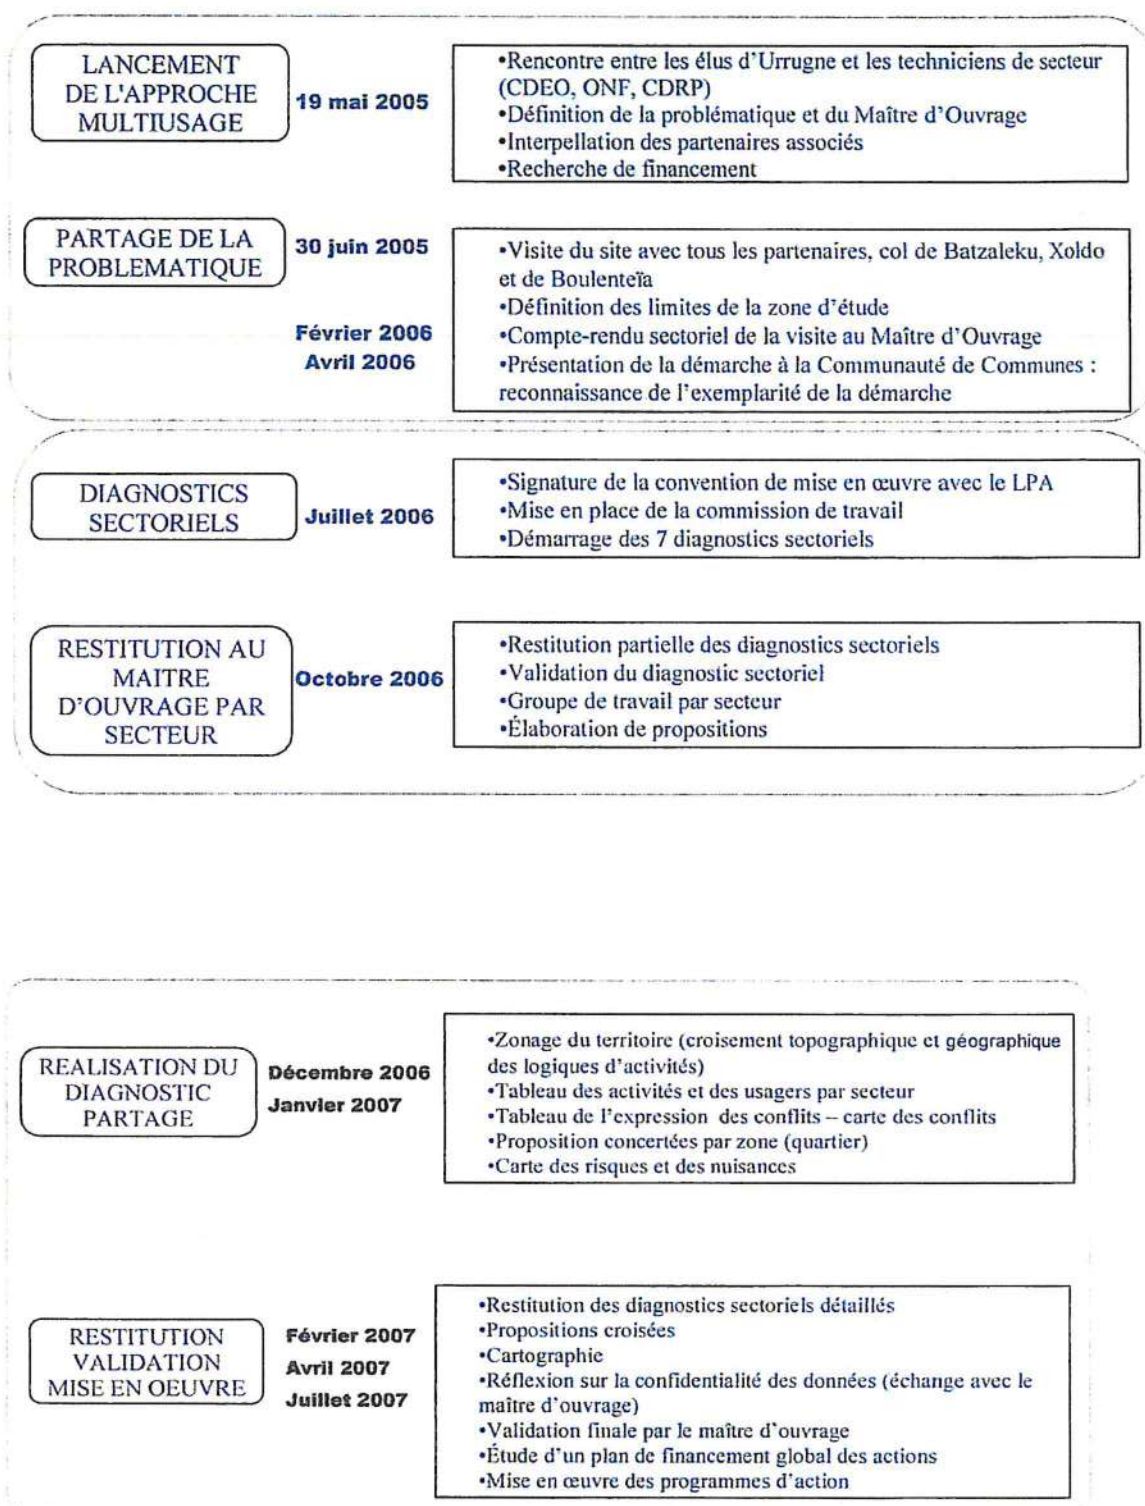 LANCEMENT
DE L'APPROCHE
MULTIUSAGE
19 mai 2005
•Rencontre entre les élus d'Urrugne et les techniciens de secteur
(CDEO, ONF, CDRP)
•Définition de la problématique et du Maître d'Ouvrage
•Interpellation des partenaires associés
•Recherche de financement
PARTAGE DE LA
PROBLEMATIQUE
30 juin 2005
Février 2006
Avril 2006
•Visite du site avec tous les partenaires, col de Batzaleku, Xoldo
et de Boulenteïa
•Définition des limites de la zone d'étude
•Compte-rendu sectoriel de la visite au Maître d'Ouvrage
•Présentation de la démarche à la Communauté de Communes :
reconnaissance de l'exemplarité de la démarche
DIAGNOSTICS
SECTORIELS
Juillet 2006
•Signature de la convention de mise en œuvre avec le LPA
•Mise en place de la commission de travail
•Démarrage des 7 diagnostics sectoriels
RESTITUTION AU
MAITRE
D'OUVRAGE PAR
SECTEUR
Octobre 2006
•Restitution partielle des diagnostics sectoriels
•Validation du diagnostic sectoriel
•Groupe de travail par secteur
•Élaboration de propositions
REALISATION DU
DIAGNOSTIC
PARTAGE
Décembre 2006
Janvier 2007
•Zonage du territoire (croisement topographique et géographique
des logiques d'activités)
•Tableau des activités et des usagers par secteur
•Tableau de l'expression des conflits – carte des conflits
•Proposition concertées par zone (quartier)
•Carte des risques et des nuisances
RESTITUTION
VALIDATION
MISE EN OEUVRE
Février 2007
Avril 2007
Juillet 2007
•Restitution des diagnostics sectoriels détaillés
•Propositions croisées
•Cartographie
•Réflexion sur la confidentialité des données (échange avec le
maître d'ouvrage)
•Validation finale par le maître d'ouvrage
•Étude d'un plan de financement global des actions
•Mise en œuvre des programmes d'action